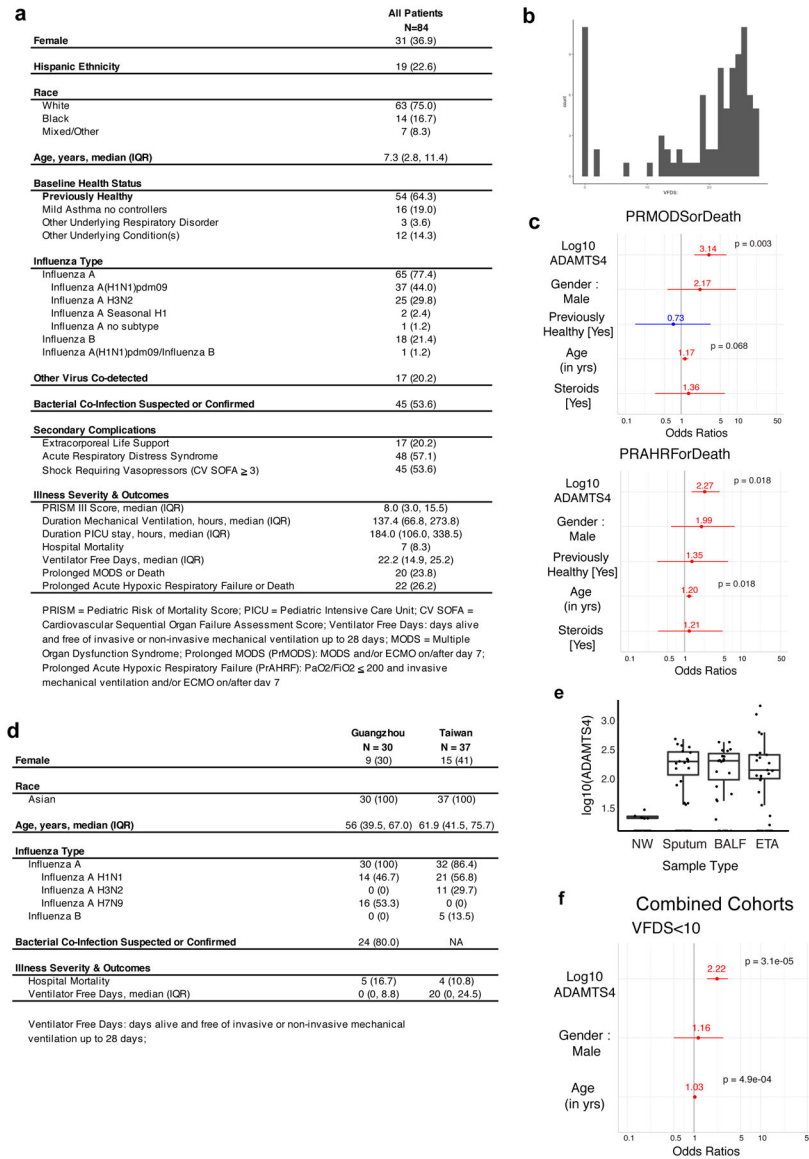 a
All Patients
N=84
Female 31 (36.9)
Hispanic Ethnicity 19 (22.6)
Race
White 63 (75.0)
Black 14 (16.7)
Mixed/Other 7 (8.3)
Age, years, median (IQR) 7.3 (2.8, 11.4)
Baseline Health Status
Previously Healthy 54 (64.3)
Mild Asthma no controllers 16 (19.0)
Other Underlying Respiratory Disorder 3 (3.6)
Other Underlying Condition(s) 12 (14.3)
Influenza Type
Influenza A 65 (77.4)
Influenza A(H1N1)pdm09 37 (44.0)
Influenza A H3N2 25 (29.8)
Influenza A Seasonal H1 2 (2.4)
Influenza A no subtype 1 (1.2)
Influenza B 18 (21.4)
Influenza A(H1N1)pdm09/Influenza B 1 (1.2)
Other Virus Co-detected 17 (20.2)
Bacterial Co-Infection Suspected or Confirmed 45 (53.6)
Secondary Complications
Extracorporeal Life Support 17 (20.2)
Acute Respiratory Distress Syndrome 48 (57.1)
Shock Requiring Vasopressors (CV SOFA ≥ 3) 45 (53.6)
Illness Severity & Outcomes
PRISM III Score, median (IQR) 8.0 (3.0, 15.5)
Duration Mechanical Ventilation, hours, median (IQR) 137.4 (66.8, 273.8)
Duration PICU stay, hours, median (IQR) 184.0 (106.0, 338.5)
Hospital Mortality 7 (8.3)
Ventilator Free Days, median (IQR) 22.2 (14.9, 25.2)
Prolonged MODS or Death 20 (23.8)
Prolonged Acute Hypoxic Respiratory Failure or Death 22 (26.2)
PRISM = Pediatric Risk of Mortality Score; PICU = Pediatric Intensive Care Unit; CV SOFA =
Cardiovascular Sequential Organ Failure Assessment Score; Ventilator Free Days: days alive
and free of invasive or non-invasive mechanical ventilation up to 28 days; MODS = Multiple
Organ Dysfunction Syndrome; Prolonged MODS (PrMODS): MODS and/or ECMO on/after day 7;
Prolonged Acute Hypoxic Respiratory Failure (PrAHRF): PaO2/FiO2 ≤ 200 and invasive
mechanical ventilation and/or ECMO on/after day 7
b
count
0 10 20
VFDS:
c
PRMODSorDeath
Log10
ADAMTS4
3.14
p = 0.003
Gender :
Male
2.17
Previously
Healthy [Yes]
0.73
Age
(in yrs)
1.17
p = 0.068
Steroids
[Yes]
1.36
0.1 0.5 1 5 10 50
Odds Ratios
PRAHRForDeath
Log10
ADAMTS4
2.27
p = 0.018
Gender :
Male
1.99
Previously
Healthy [Yes]
1.35
Age
(in yrs)
1.20
p = 0.018
Steroids
[Yes]
1.21
0.1 0.5 1 5 10 50
Odds Ratios
d
Guangzhou Taiwan
N = 30 N = 37
Female 9 (30) 15 (41)
Race
Asian 30 (100) 37 (100)
Age, years, median (IQR) 56 (39.5, 67.0) 61.9 (41.5, 75.7)
Influenza Type
Influenza A 30 (100) 32 (86.4)
Influenza A H1N1 14 (46.7) 21 (56.8)
Influenza A H3N2 0 (0) 11 (29.7)
Influenza A H7N9 16 (53.3) 0 (0)
Influenza B 0 (0) 5 (13.5)
Bacterial Co-Infection Suspected or Confirmed 24 (80.0) NA
Illness Severity & Outcomes
Hospital Mortality 5 (16.7) 4 (10.8)
Ventilator Free Days, median (IQR) 0 (0, 8.8) 20 (0, 24.5)
Ventilator Free Days: days alive and free of invasive or non-invasive mechanical
ventilation up to 28 days;
e
log10(ADAMTS4)
3.0
2.5
2.0
1.5
NW Sputum BALF ETA
Sample Type
f
Combined Cohorts
VFDS<10
Log10
ADAMTS4
2.22
p = 3.1e-05
Gender :
Male
1.16
Age
(in yrs)
1.03
p = 4.9e-04
0.1 0.5 1 5 10 5
Odds Ratios